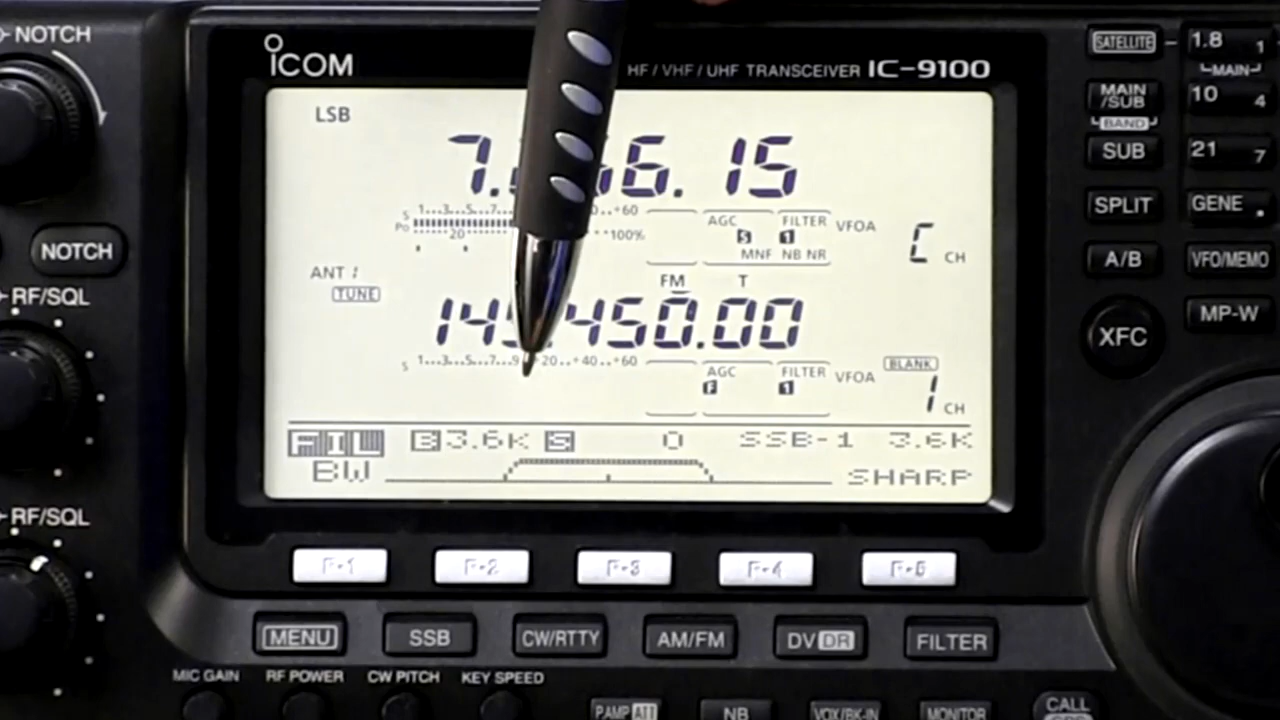 NOTCH
ICOM
HF/VHF/UHF TRANSCEIVER IC-9100
SATELLITE
1.8 1
MAIN
LSB
MAIN/SUB
BAND
10 4
SUB
21 7
6.15
S 1...3...5...7...
+60
AGC FILTER VFOA
SPLIT
GENE .
Po 20 100%
S 1
C CH
NOTCH
MNF NB NR
A/B
VFO/MEMO
ANT 1
TUNE
FM T
RF/SQL
450.00
MP-W
XFC
S 1...3...5...7...9 20..+40..+60
AGC FILTER VFOA
F 1
BLANK
1 CH
FIL B 3.6K S 0 SSB-1 3.6K
BW SHARP
RF/SQL
F-1 F-2 F-3 F-4 F-5
MENU SSB CW/RTTY AM/FM DV DR FILTER
MIC GAIN RF POWER CW PITCH KEY SPEED
P.AMP ATT NB VOX/BK-IN MONITOR CALL